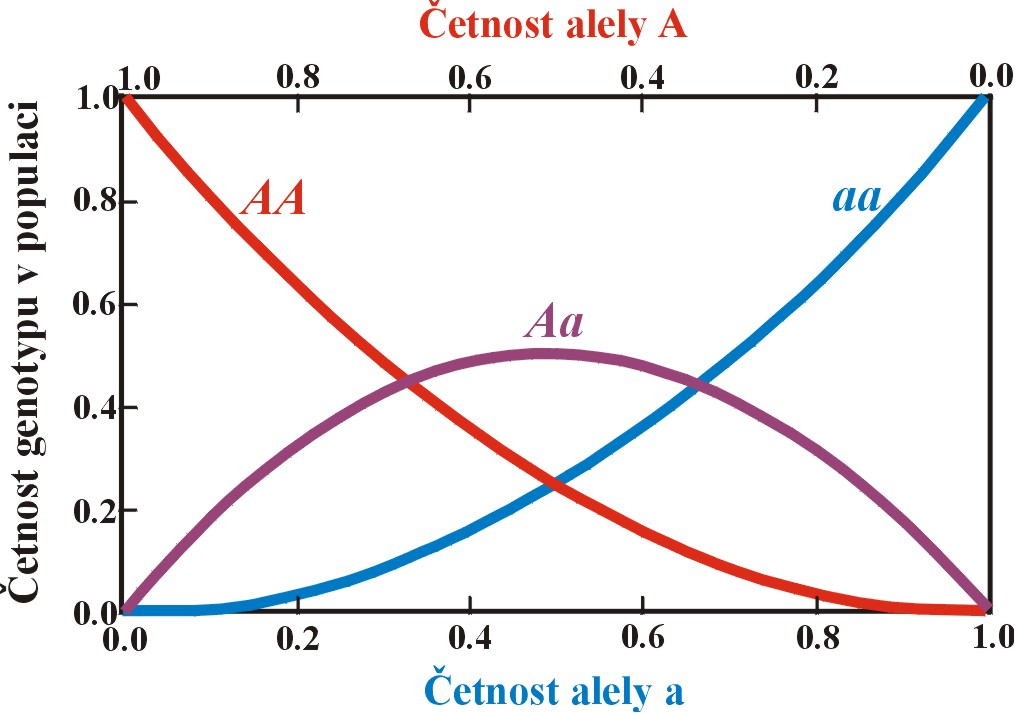 Četnost alely A
1.0 0.8 0.6 0.4 0.2 0.0
1.0
0.8
0.6
0.4
0.2
0.0
Četnost genotypu v populaci
AA
aa
Aa
0.0 0.2 0.4 0.6 0.8 1.0
Četnost alely a